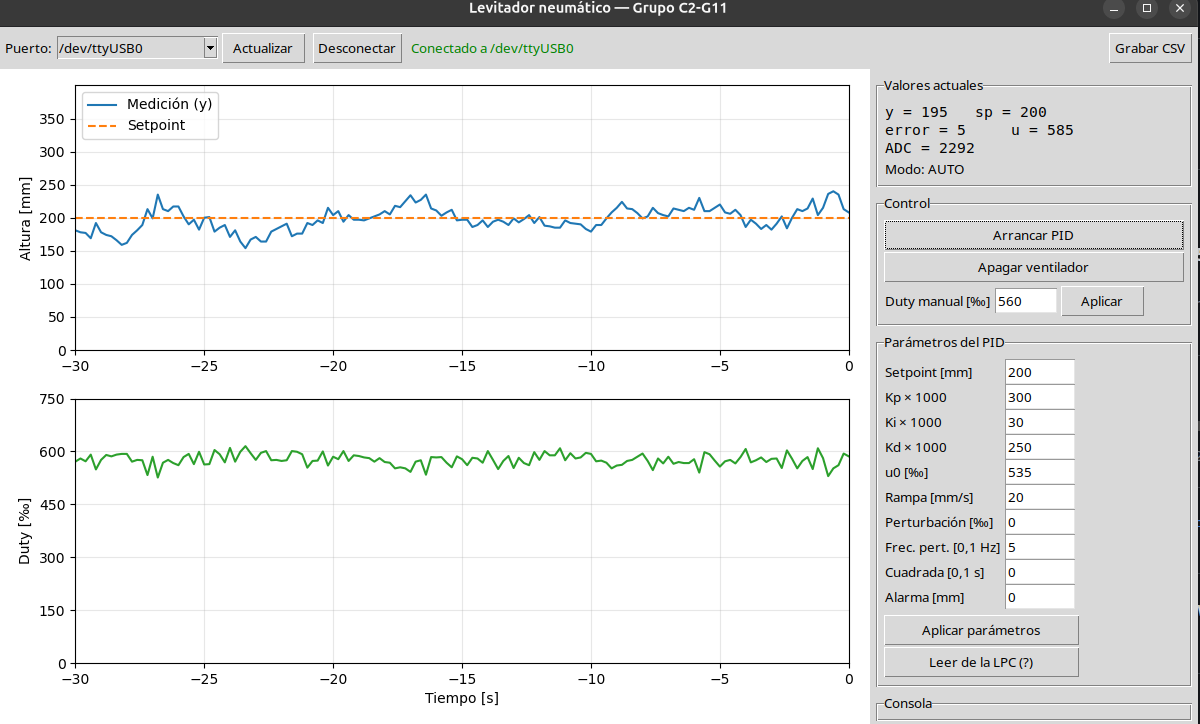 Levitador neumático — Grupo C2-G11
Puerto: /dev/ttyUSB0 Actualizar Desconectar Conectado a /dev/ttyUSB0 Grabar CSV
Medición (y)
Setpoint
Altura [mm]
350
300
250
200
150
100
50
0
−30 −25 −20 −15 −10 −5 0
Duty [‰]
750
600
450
300
150
0
−30 −25 −20 −15 −10 −5 0
Tiempo [s]
Valores actuales
y = 195 sp = 200
error = 5 u = 585
ADC = 2292
Modo: AUTO
Control
Arrancar PID
Apagar ventilador
Duty manual [‰] 560 Aplicar
Parámetros del PID
Setpoint [mm] 200
Kp × 1000 300
Ki × 1000 30
Kd × 1000 250
u0 [‰] 535
Rampa [mm/s] 20
Perturbación [‰] 0
Frec. pert. [0,1 Hz] 5
Cuadrada [0,1 s] 0
Alarma [mm] 0
Aplicar parámetros
Leer de la LPC (?)
Consola